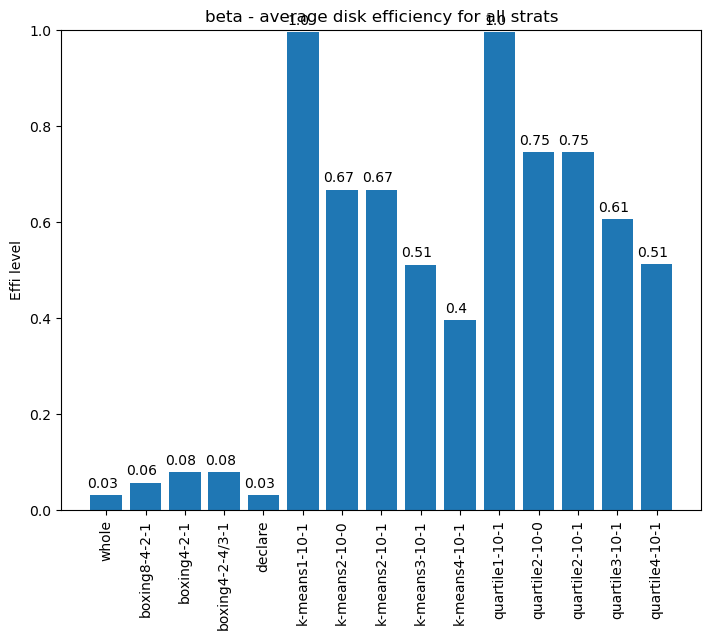 beta - average disk efficiency for all strats
Effi level
1.0
0.8
0.6
0.4
0.2
0.0
0.03
0.06
0.08
0.08
0.03
1.0
0.67
0.67
0.51
0.4
1.0
0.75
0.75
0.61
0.51
whole
boxing8-4-2-1
boxing4-2-1
boxing4-2-4/3-1
declare
k-means1-10-1
k-means2-10-0
k-means2-10-1
k-means3-10-1
k-means4-10-1
quartile1-10-1
quartile2-10-0
quartile2-10-1
quartile3-10-1
quartile4-10-1